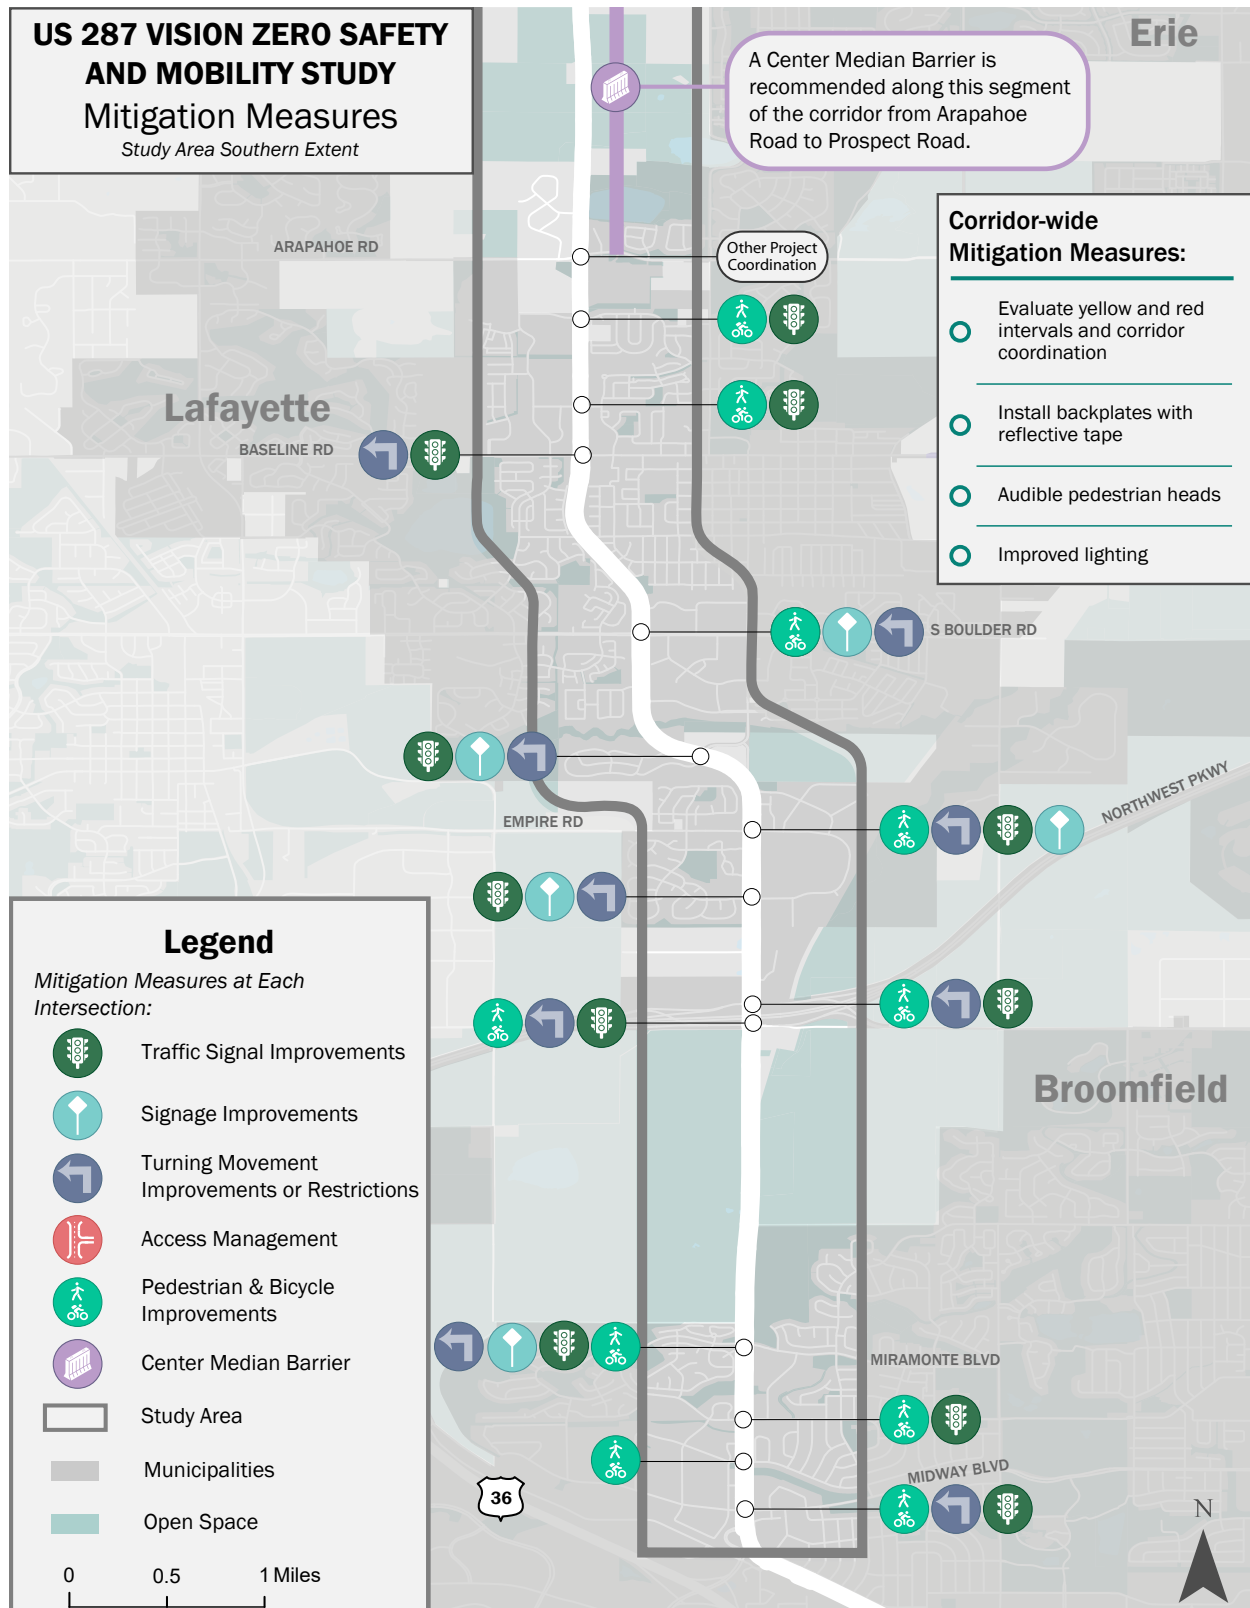 US 287 VISION ZERO SAFETY
AND MOBILITY STUDY
Mitigation Measures
Study Area Southern Extent
Erie
A Center Median Barrier is
recommended along this segment
of the corridor from Arapahoe
Road to Prospect Road.
Corridor-wide
Mitigation Measures:
Evaluate yellow and red
intervals and corridor
coordination
Install backplates with
reflective tape
Audible pedestrian heads
Improved lighting
ARAPAHOE RD
Other Project
Coordination
Lafayette
BASELINE RD
S BOULDER RD
NORTHWEST PKWY
EMPIRE RD
Broomfield
MIRAMONTE BLVD
MIDWAY BLVD
36
N
Legend
Mitigation Measures at Each
Intersection:
Traffic Signal Improvements
Signage Improvements
Turning Movement
Improvements or Restrictions
Access Management
Pedestrian & Bicycle
Improvements
Center Median Barrier
Study Area
Municipalities
Open Space
0 0.5 1 Miles